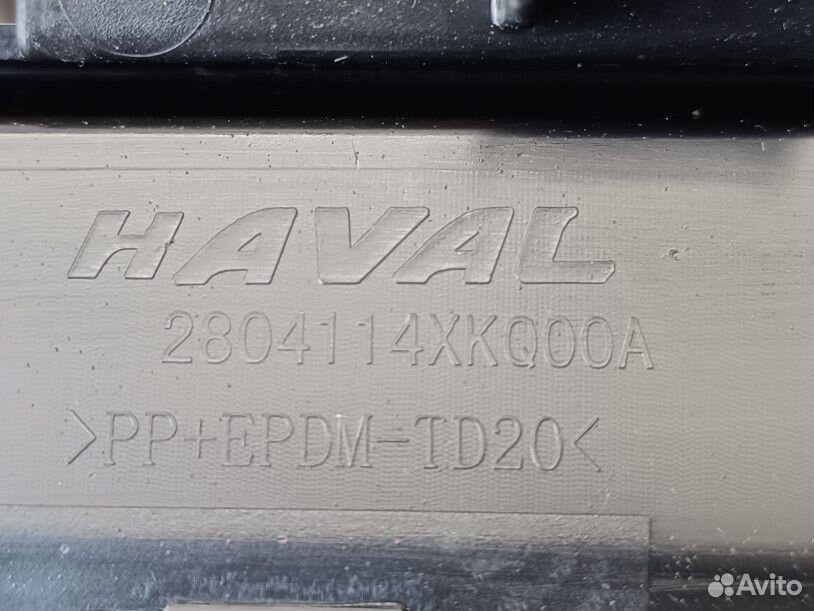 HAVAL
2804114XKQ00A
>PP+EPDM-TD20<
Avito